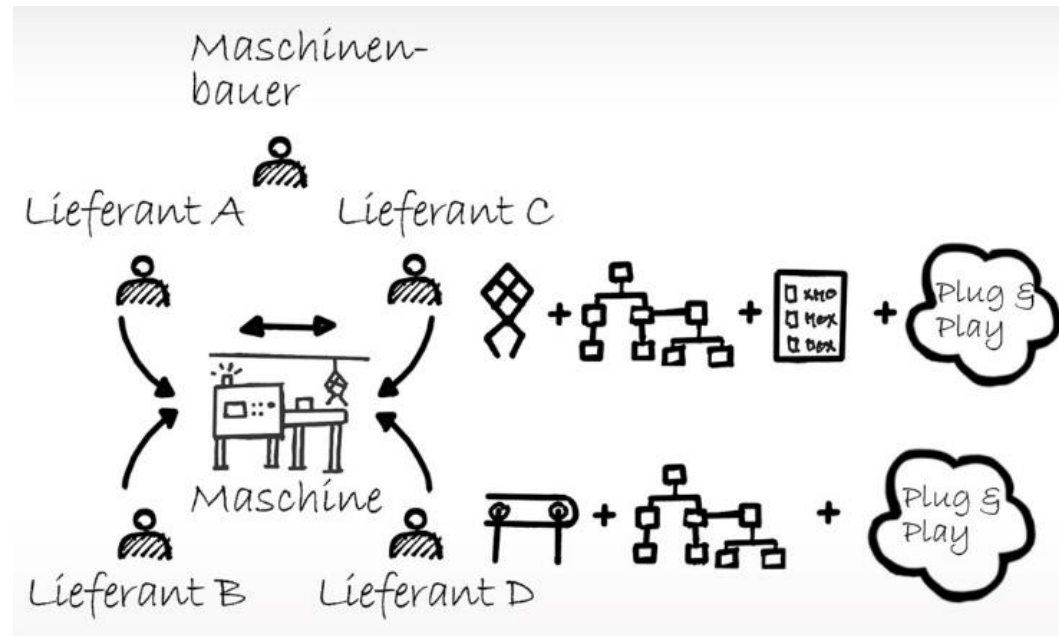 Maschinen-
bauer
Lieferant A
Lieferant C
Plug &
Play
Maschine
Plug &
Play
Lieferant B
Lieferant D